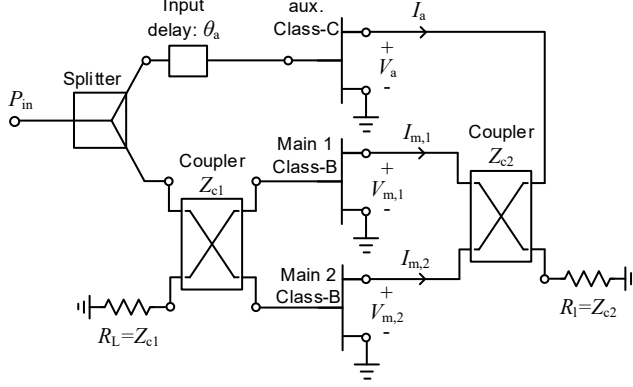 Input
delay: θa
aux.
Class-C
Ia
+
Va
-
Splitter
Pin
Coupler
Zc1
Main 1
Class-B
Im,1
+
Vm,1
-
Coupler
Zc2
Main 2
Class-B
Im,2
+
Vm,2
-
RL=Zc1
Rl=Zc2